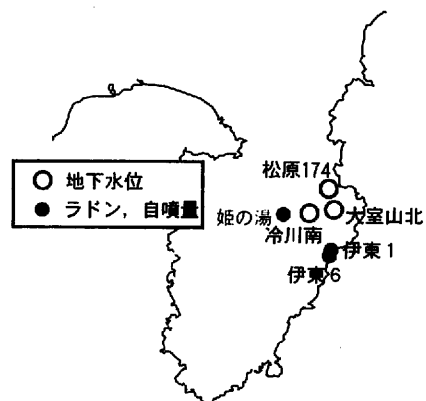 松原174
○ 地下水位
● ラドン，自噴量
姫の湯
大室山北
冷川南
伊東1
伊東6